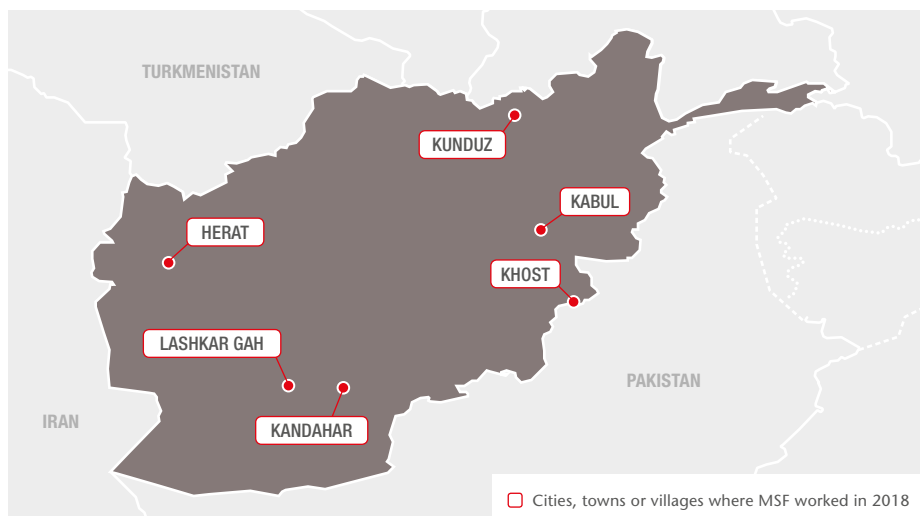 TURKMENISTAN
KUNDUZ
KABUL
HERAT
KHOST
LASHKAR GAH
PAKISTAN
IRAN
KANDAHAR
Cities, towns or villages where MSF worked in 2018